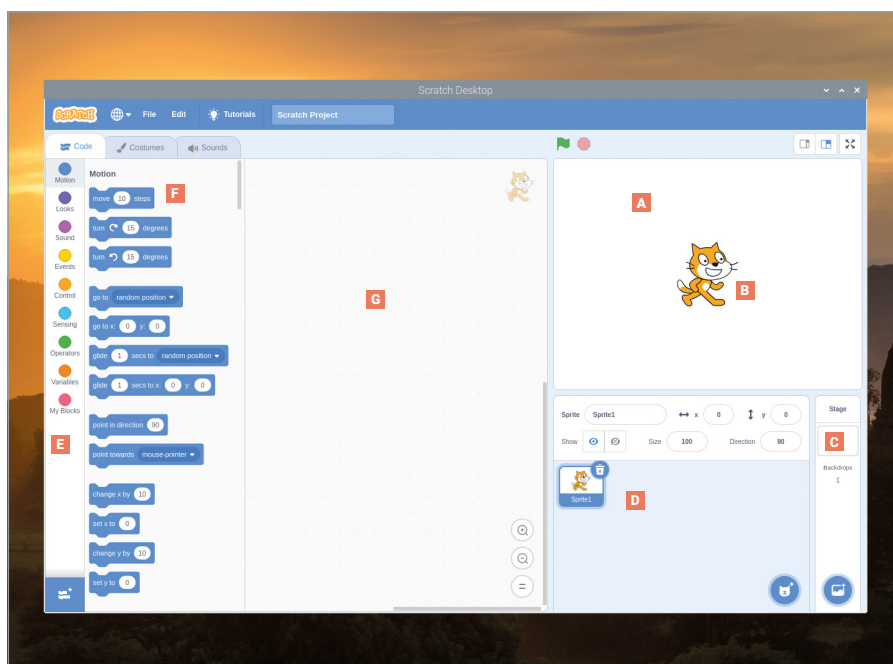 Scratch Desktop
SCRATCH File Edit Tutorials Scratch Project
Code Costumes Sounds
Motion
Looks
Sound
Events
Control
Sensing
Operators
Variables
My Blocks
E
Motion
move 10 steps
F
turn 15 degrees
turn 15 degrees
go to random position
go to x: 0 y: 0
glide 1 secs to random position
glide 1 secs to x: 0 y: 0
point in direction 90
point towards mouse-pointer
change x by 10
set x to 0
change y by 10
set y to 0
G
=
A
B
Sprite Sprite1 x 0 y 0
Show Size 100 Direction 90
Sprite1
D
Stage
C
Backdrops
1